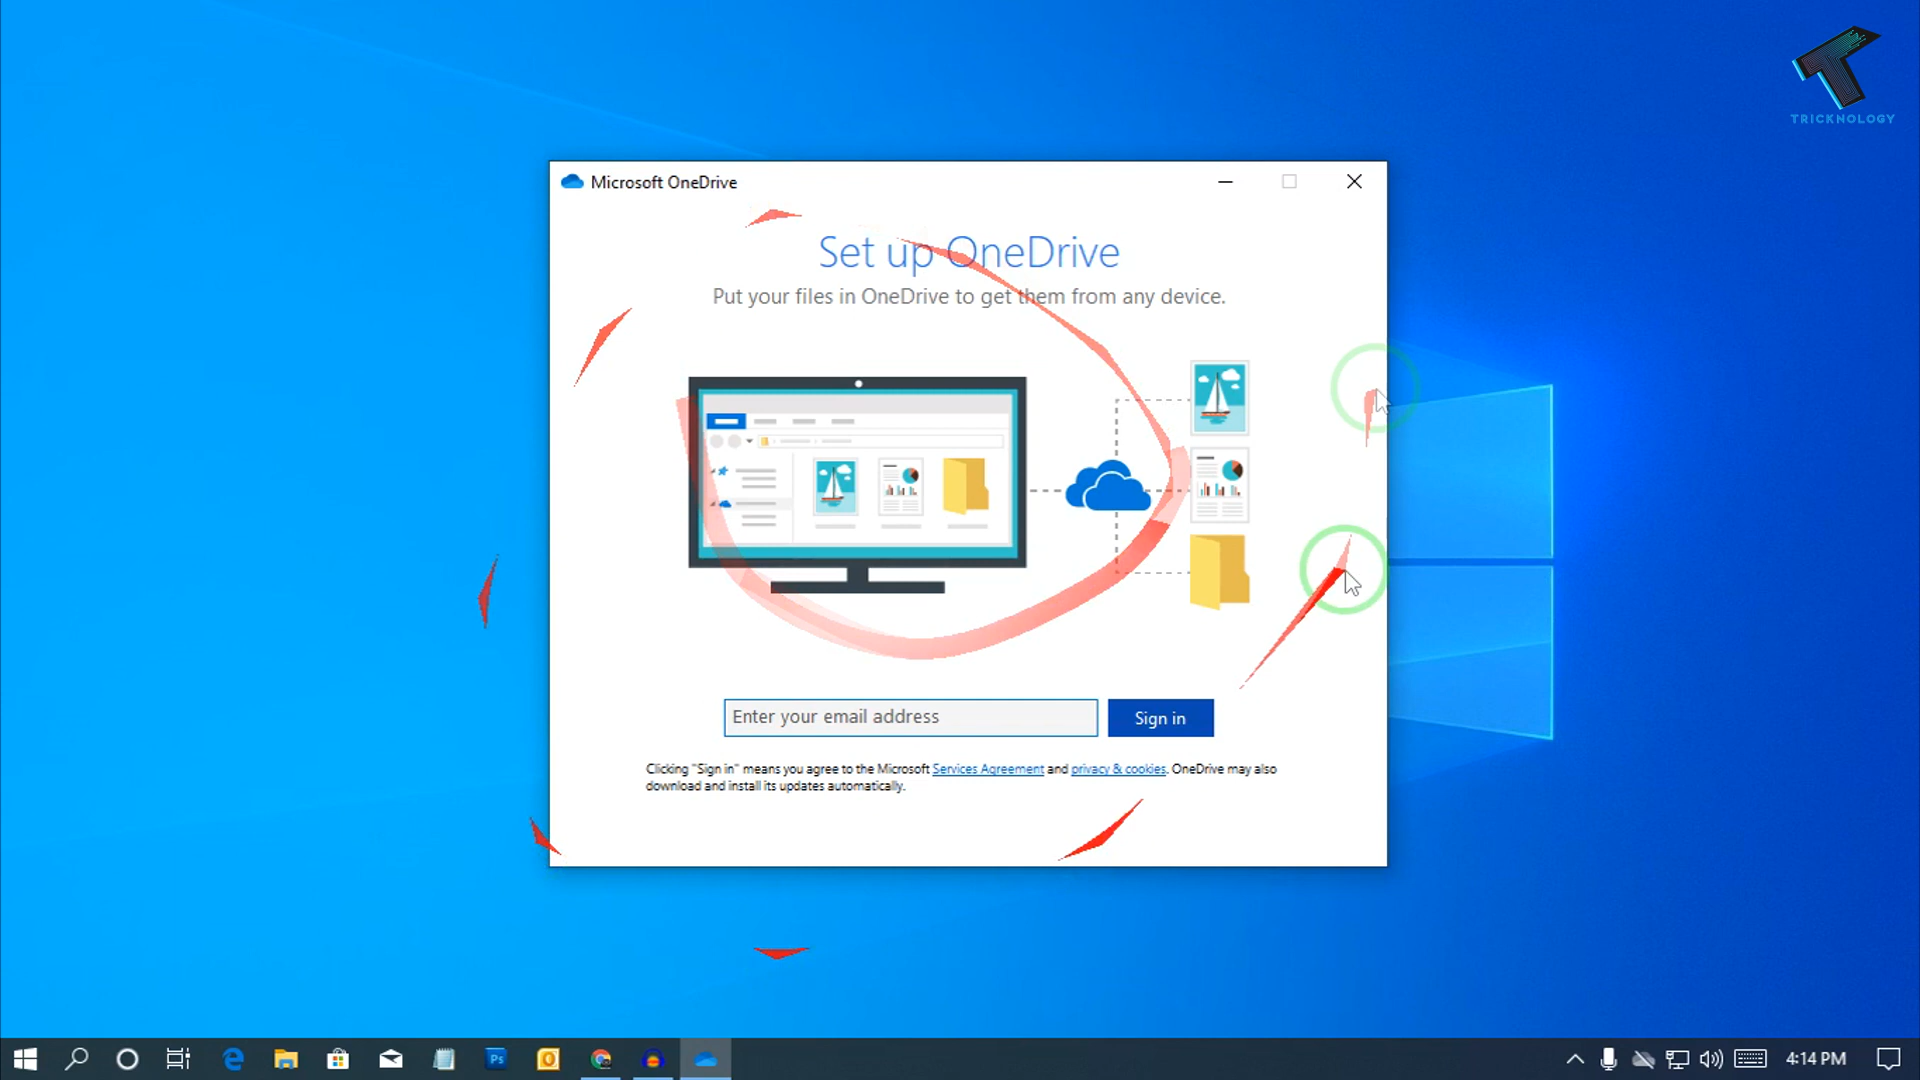 TRICKNOLOGY
Microsoft OneDrive
Set up OneDrive
Put your files in OneDrive to get them from any device.
Enter your email address
Sign in
Clicking "Sign in" means you agree to the Microsoft Services Agreement and privacy & cookies. OneDrive may also
download and install its updates automatically.
Ps
4:14 PM